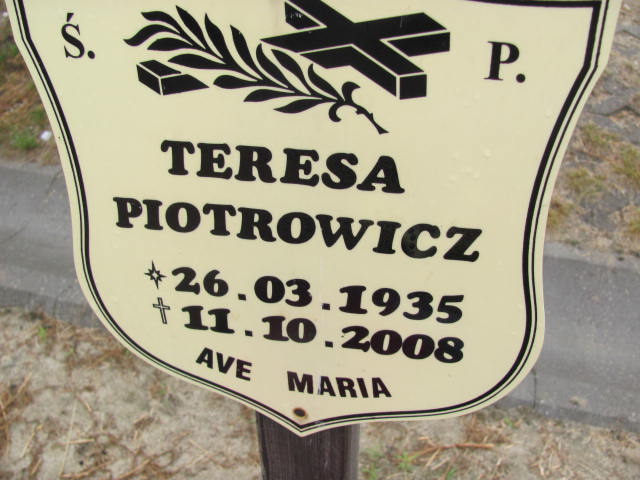 Ś. P.
TERESA
PIOTROWICZ
26.03.1935
11.10.2008
AVE MARIA